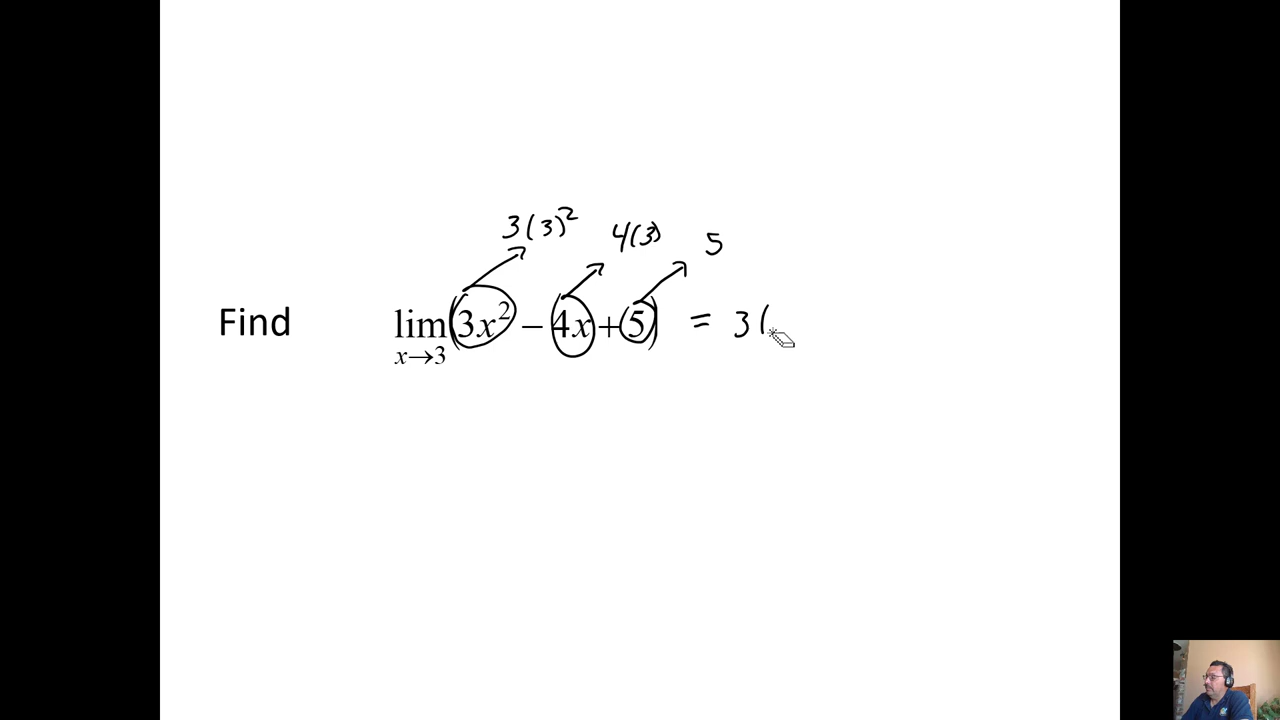 3(3)² 4(3) 5
Find lim(3x² − 4x + 5) = 3(
x→3